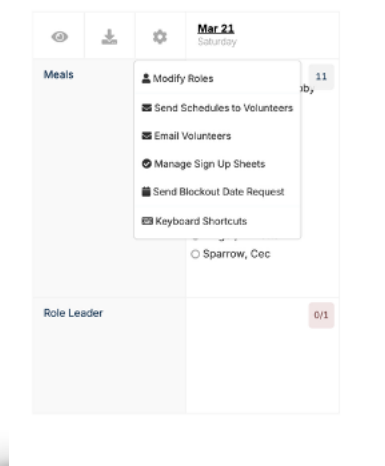 Mar 21
Saturday
Meals
11
Modify Roles
Send Schedules to Volunteers
Email Volunteers
Manage Sign Up Sheets
Send Blockout Date Request
Keyboard Shortcuts
Sparrow, Cec
Role Leader
0/1